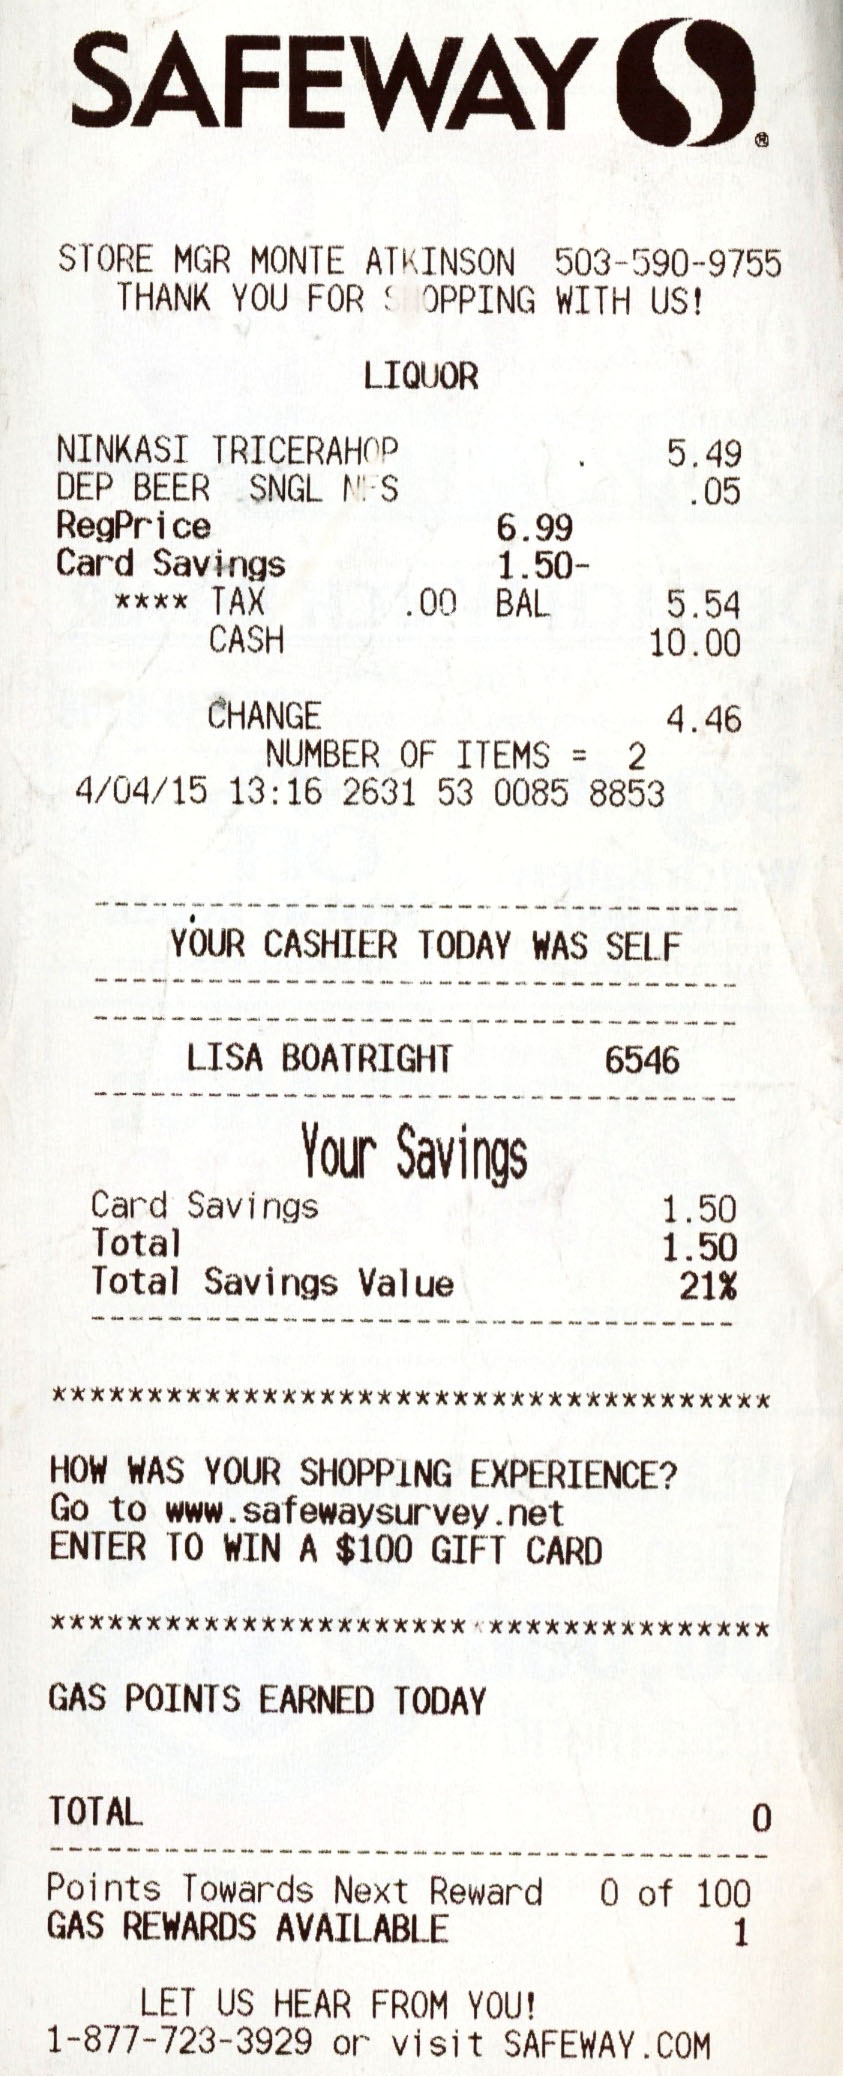 SAFEWAY ®
STORE MGR MONTE ATKINSON 503-590-9755
THANK YOU FOR SHOPPING WITH US!
LIQUOR
NINKASI TRICERAHOP . 5.49
DEP BEER SNGL NFS .05
RegPrice 6.99
Card Savings 1.50-
**** TAX .00 BAL 5.54
CASH 10.00
CHANGE 4.46
NUMBER OF ITEMS = 2
4/04/15 13:16 2631 53 0085 8853
----------------------------------
YOUR CASHIER TODAY WAS SELF
----------------------------------
----------------------------------
LISA BOATRIGHT 6546
----------------------------------
Your Savings
Card Savings 1.50
Total 1.50
Total Savings Value 21%
----------------------------------
**************************************
HOW WAS YOUR SHOPPING EXPERIENCE?
Go to www.safewaysurvey.net
ENTER TO WIN A $100 GIFT CARD
**************************************
GAS POINTS EARNED TODAY
TOTAL 0
--------------------------------------
Points Towards Next Reward 0 of 100
GAS REWARDS AVAILABLE 1
LET US HEAR FROM YOU!
1-877-723-3929 or visit SAFEWAY.COM